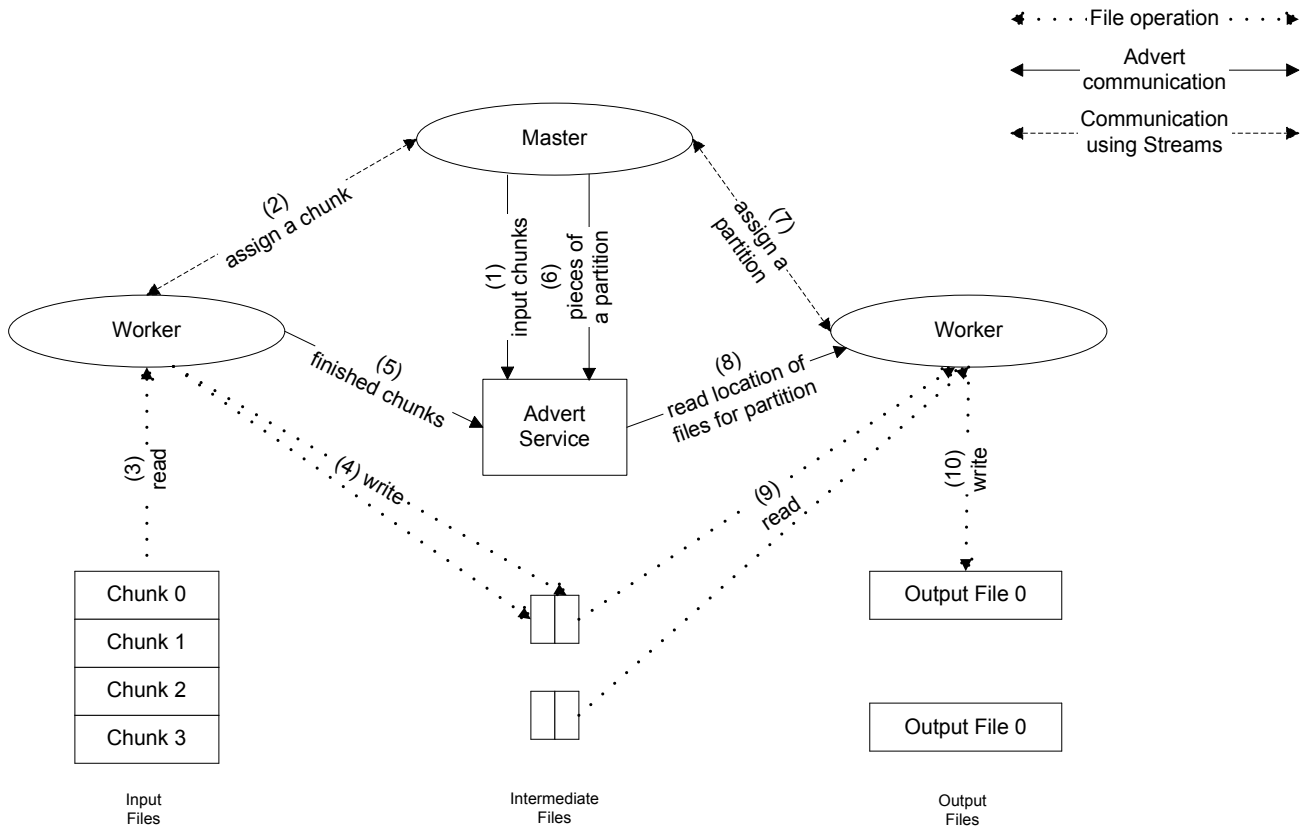 File operation
Advert
communication
Communication
using Streams
Master
(2)
assign a chunk
(1)
input chunks
(6)
pieces of
a partition
(7)
assign a
partition
Worker
Worker
(5)
finished chunks
Advert
Service
(8)
read location of
files for partition
(3)
read
(4) write
(9)
read
(10)
write
Chunk 0
Chunk 1
Chunk 2
Chunk 3
Output File 0
Output File 0
Input
Files
Intermediate
Files
Output
Files